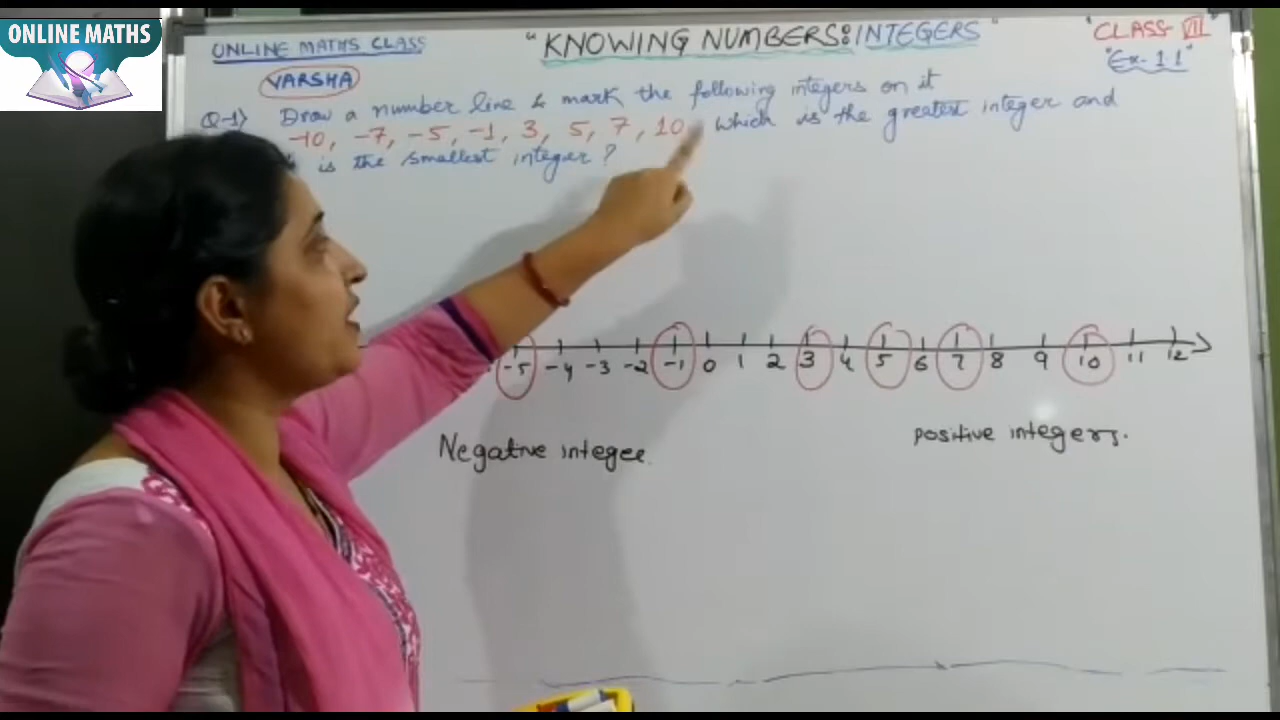 ONLINE MATHS
ONLINE MATHS CLASS
"KNOWING NUMBERS: INTEGERS"
"CLASS VII"
"Ex-1.1"
VARSHA
Q-1) Draw a number line & mark the following integers on it
-10, -7, -5, -1, 3, 5, 7, 10. Which is the greatest integer and
is the smallest integer?
-5 -4 -3 -2 -1 0 1 2 3 4 5 6 7 8 9 10 11 12
Negative integer.
positive integers.